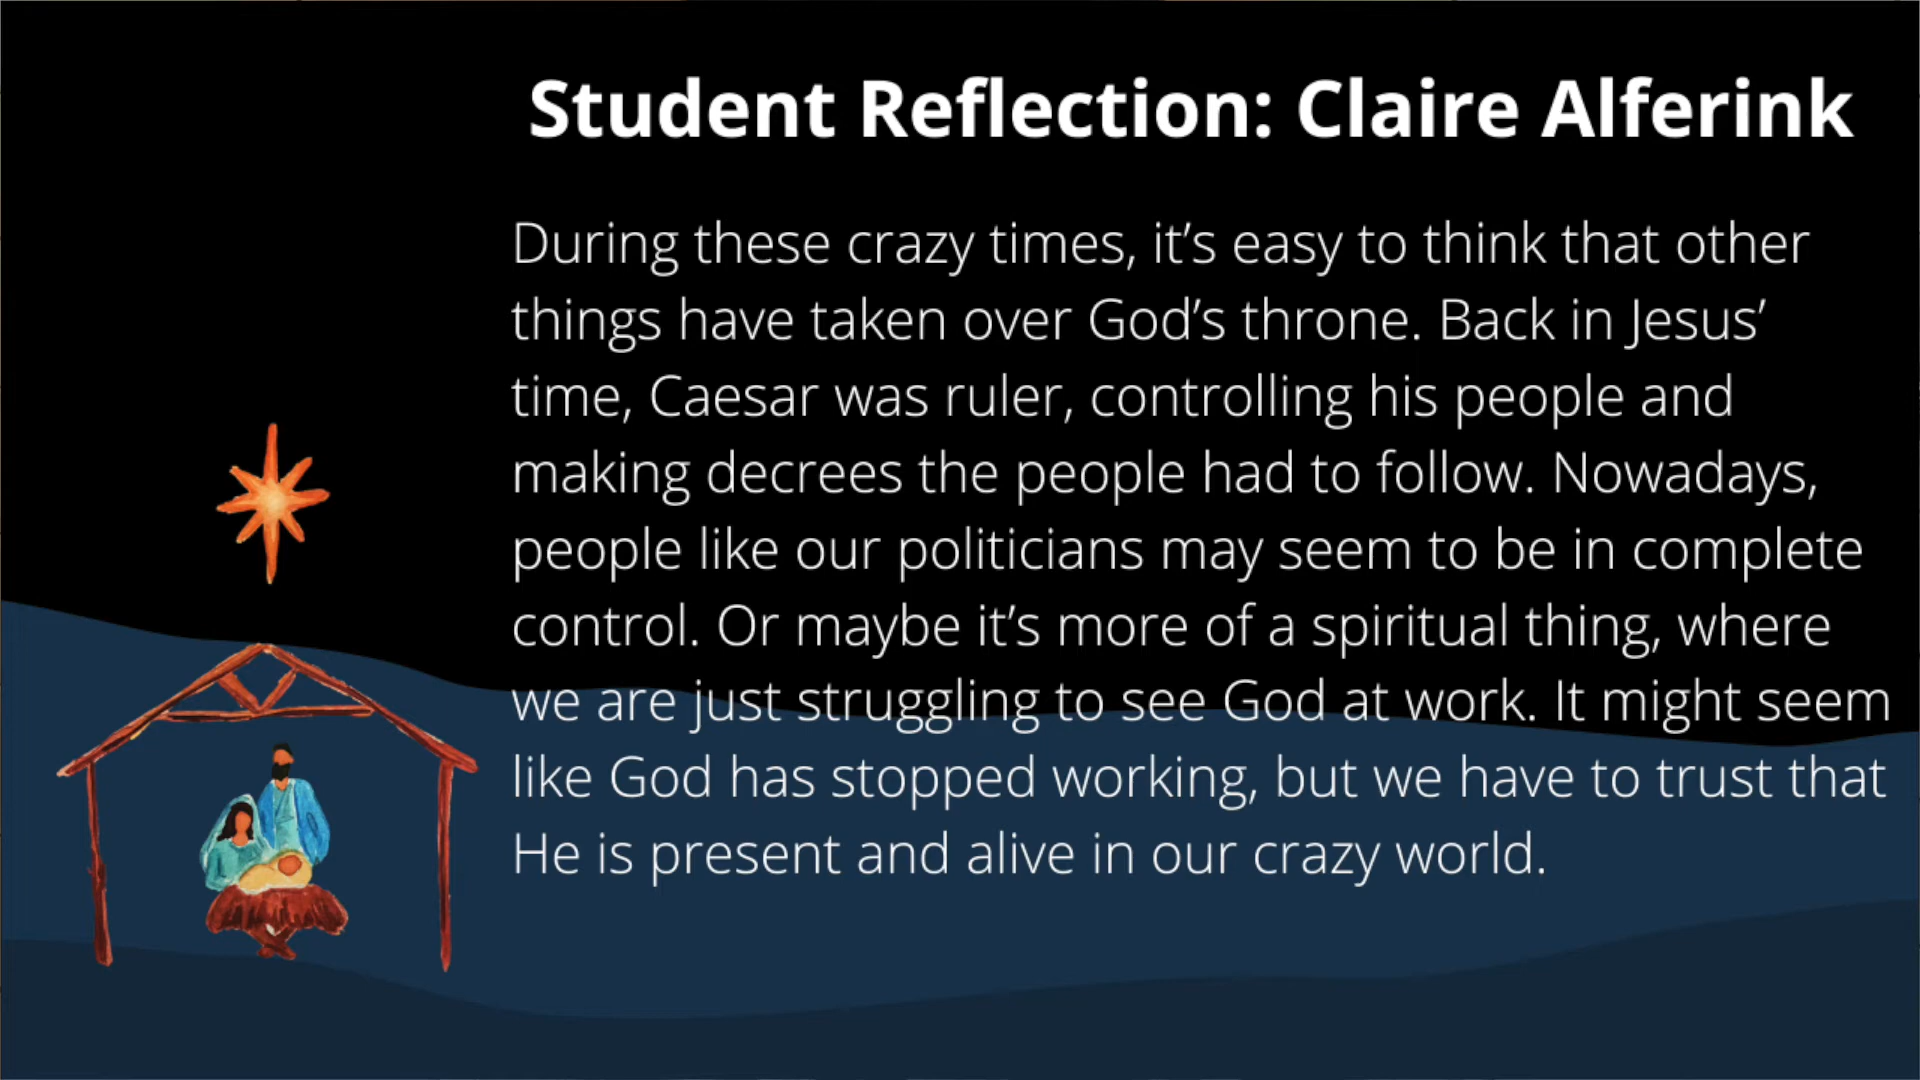 Student Reflection: Claire Alferink
During these crazy times, it’s easy to think that other
things have taken over God’s throne. Back in Jesus’
time, Caesar was ruler, controlling his people and
making decrees the people had to follow. Nowadays,
people like our politicians may seem to be in complete
control. Or maybe it’s more of a spiritual thing, where
we are just struggling to see God at work. It might seem
like God has stopped working, but we have to trust that
He is present and alive in our crazy world.